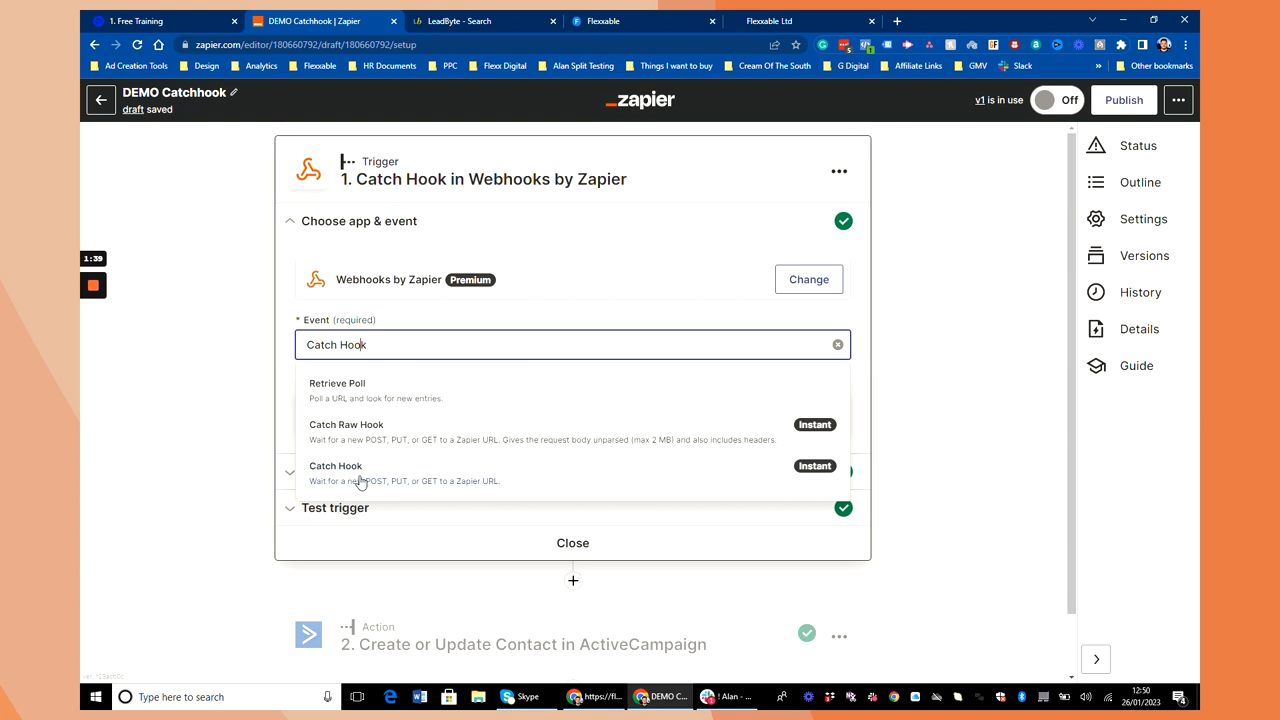 1. Free Training
DEMO Catchhook | Zapier
LeadByte - Search
Flexxable
Flexxable Ltd
zapier.com/editor/180660792/draft/180660792/setup
Ad Creation Tools
Design
Analytics
Flexxable
HR Documents
PPC
Flexx Digital
Alan Split Testing
Things I want to buy
Cream Of The South
G Digital
Affiliate Links
GMV
Slack
»
Other bookmarks
DEMO Catchhook
draft saved
zapier
v1 is in use
Off
Publish
Trigger
1. Catch Hook in Webhooks by Zapier
Choose app & event
Webhooks by Zapier Premium
Change
* Event (required)
Catch Hook
Retrieve Poll
Poll a URL and look for new entries.
Catch Raw Hook
Instant
Wait for a new POST, PUT, or GET to a Zapier URL. Gives the request body unparsed (max 2 MB) and also includes headers.
Catch Hook
Instant
Wait for a new POST, PUT, or GET to a Zapier URL.
Test trigger
Close
Action
2. Create or Update Contact in ActiveCampaign
Status
Outline
Settings
Versions
History
Details
Guide
1:39
Type here to search
Skype
https://fl...
DEMO C...
! Alan - ...
12:50
26/01/2023